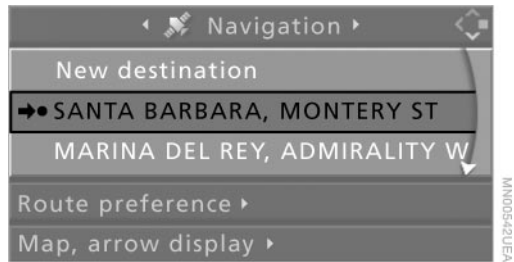 Navigation
New destination
SANTA BARBARA, MONTERY ST
MARINA DEL REY, ADMIRALITY W
Route preference
Map, arrow display
MN00542UEA